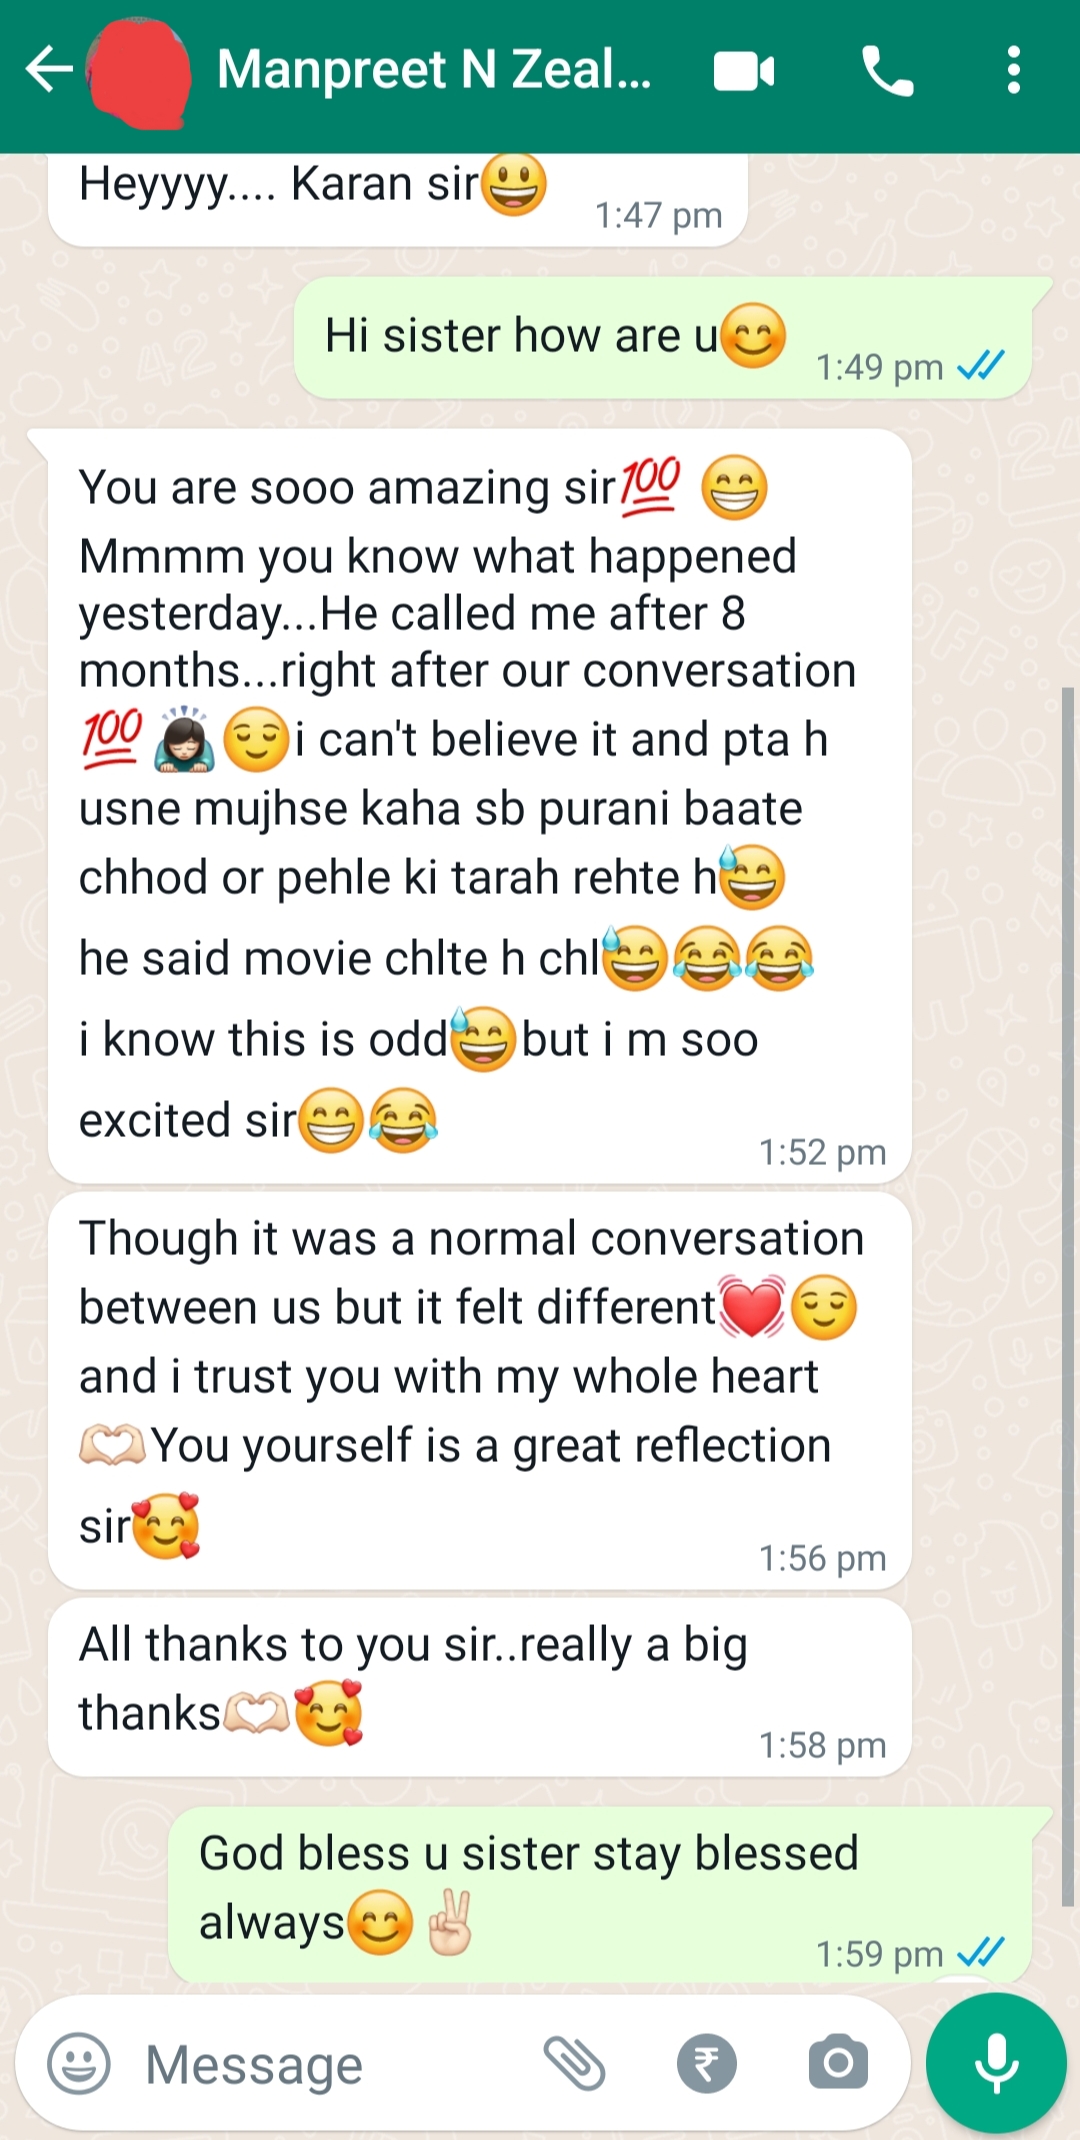 Manpreet N Zeal...
Heyyyy.... Karan sir😃
1:47 pm
Hi sister how are u😊
1:49 pm
You are sooo amazing sir💯 😁
Mmmm you know what happened
yesterday...He called me after 8
months...right after our conversation
💯🙇🏻‍♀️😌i can't believe it and pta h
usne mujhse kaha sb purani baate
chhod or pehle ki tarah rehte h😅
he said movie chlte h chl😅😂😂
i know this is odd😅but i m soo
excited sir😁😂
1:52 pm
Though it was a normal conversation
between us but it felt different💓😌
and i trust you with my whole heart
🫶🏻You yourself is a great reflection
sir🥰
1:56 pm
All thanks to you sir..really a big
thanks🫶🏻🥰
1:58 pm
God bless u sister stay blessed
always😊✌🏻
1:59 pm
Message